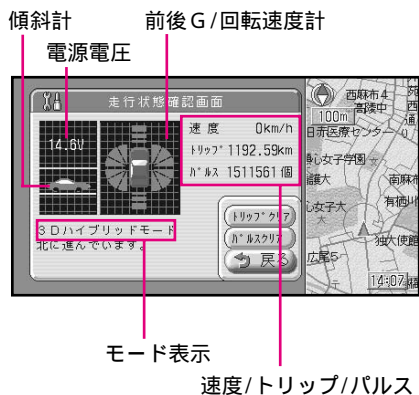 傾斜計
前後G/回転速度計
電源電圧
走行状態確認画面
14.6V
速度 0km/h
トリップ 1192.59km
パルス 1511561個
トリップクリア
パルスクリア
3Dハイブリッドモード
北に進んでいます。
戻る
西麻布4
高陵中
100m
日赤医療センター
心女子学園
護大
南麻布
心女子大
有栖川
独大使館
広尾5
14:07
モード表示
速度/トリップ/パルス